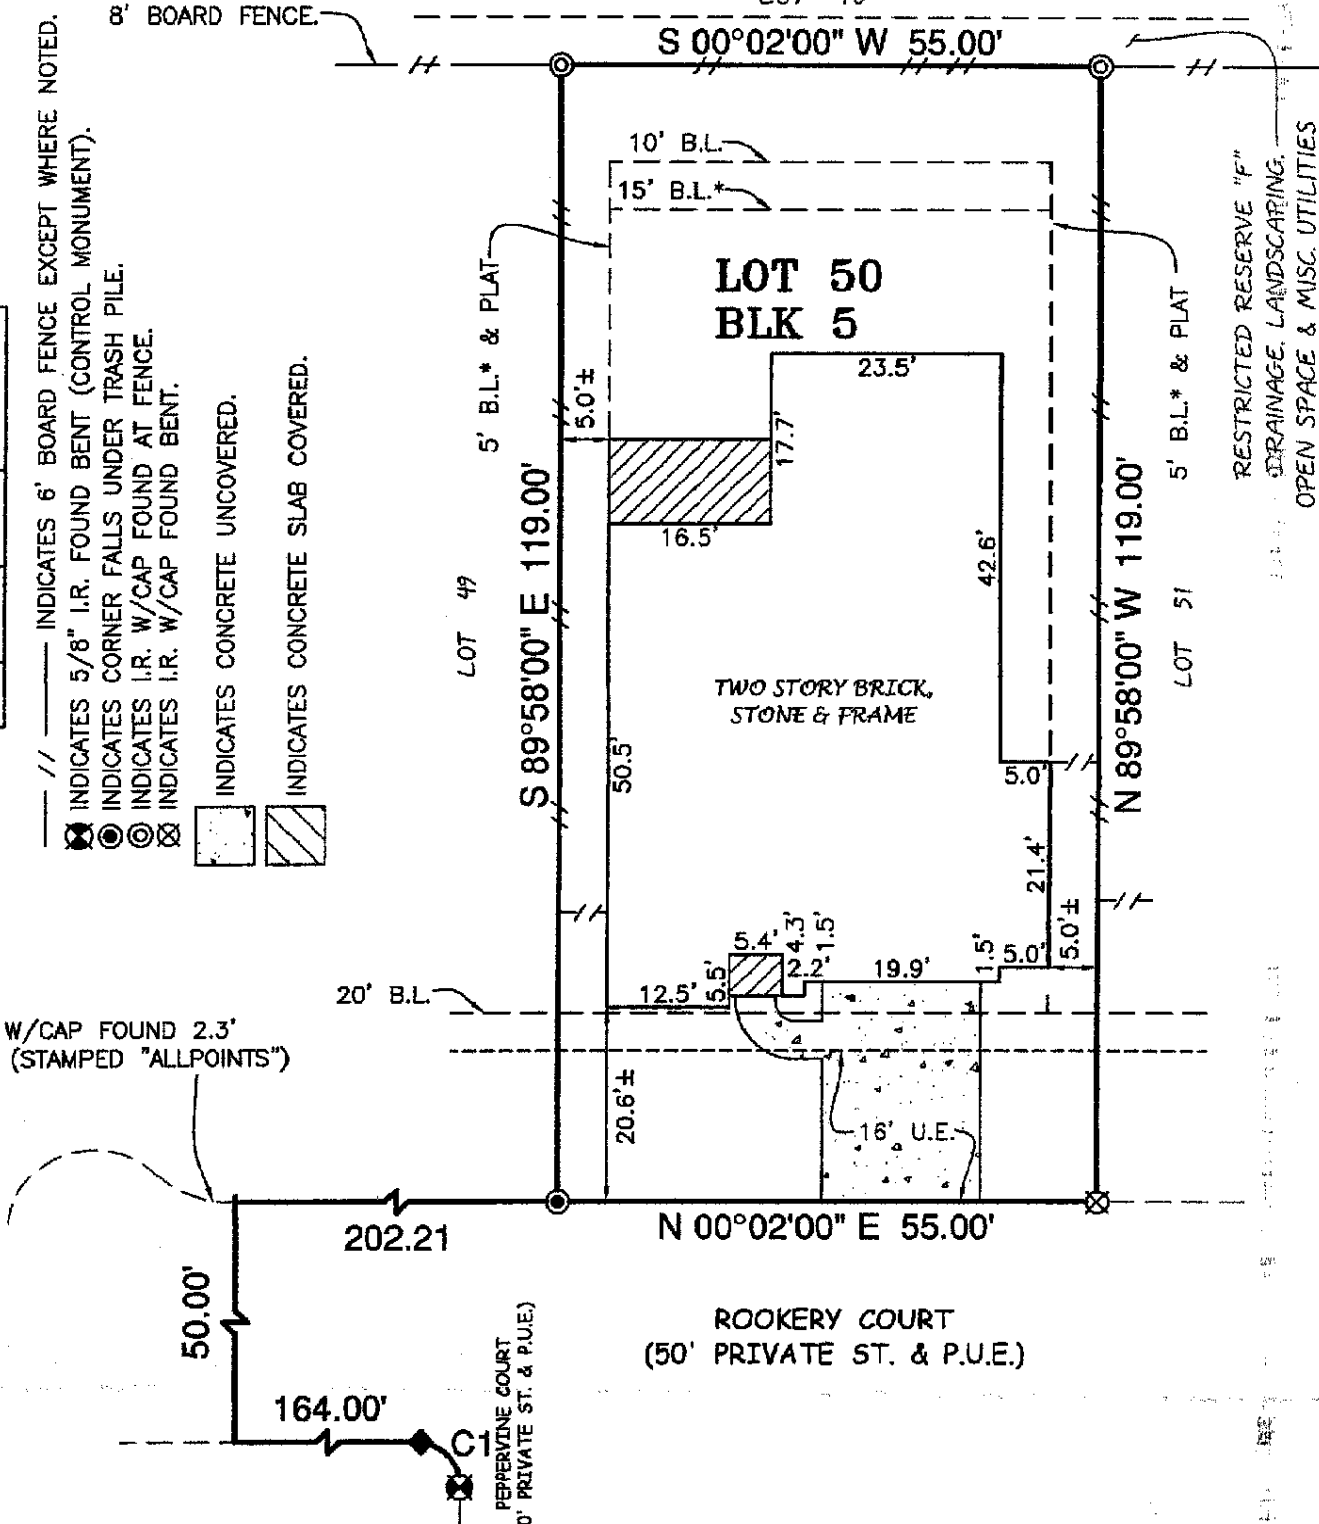 8' BOARD FENCE.
S 00°02'00" W 55.00'
— // — INDICATES 6' BOARD FENCE EXCEPT WHERE NOTED.
INDICATES 5/8" I.R. FOUND BENT (CONTROL MONUMENT).
INDICATES CORNER FALLS UNDER TRASH PILE.
INDICATES I.R. W/CAP FOUND AT FENCE.
INDICATES I.R. W/CAP FOUND BENT.
INDICATES CONCRETE UNCOVERED.
INDICATES CONCRETE SLAB COVERED.
10' B.L.
15' B.L.*
5' B.L.* & PLAT
LOT 50
BLK 5
5' B.L.* & PLAT
RESTRICTED RESERVE "F"
DRAINAGE, LANDSCAPING,
OPEN SPACE & MISC. UTILITIES
5.0'±
23.5'
17.7'
16.5'
42.6'
S 89°58'00" E 119.00'
N 89°58'00" W 119.00'
LOT 49
LOT 51
TWO STORY BRICK,
STONE & FRAME
50.5'
5.0'
21.4'
5.4'
4.3'
1.5'
2.2'
19.9'
1.5'
5.0'
5.0'±
12.5'
5.5'
20' B.L.
W/CAP FOUND 2.3'
(STAMPED "ALLPOINTS")
20.6'±
16' U.E.
202.21
N 00°02'00" E 55.00'
50.00'
ROOKERY COURT
(50' PRIVATE ST. & P.U.E.)
164.00'
C1
PEPPERVINE COURT
0' PRIVATE ST. & P.U.E.)